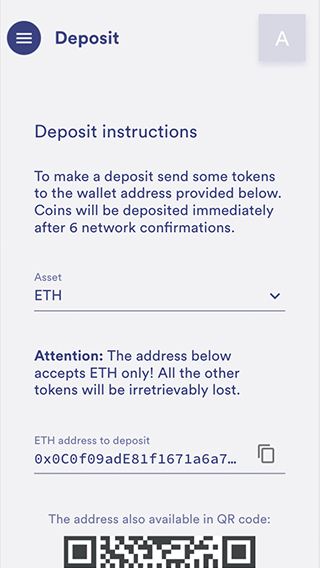 Deposit
A
Deposit instructions
To make a deposit send some tokens
to the wallet address provided below.
Coins will be deposited immediately
after 6 network confirmations.
Asset
ETH
Attention: The address below
accepts ETH only! All the other
tokens will be irretrievably lost.
ETH address to deposit
0x0C0f09adE81f1671a6a7…
The address also available in QR code: